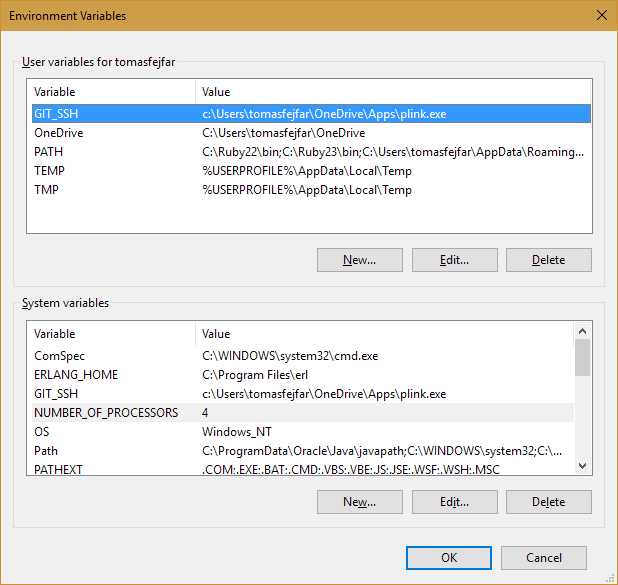 Environment Variables
User variables for tomasfejfar
Variable Value
GIT_SSH c:\Users\tomasfejfar\OneDrive\Apps\plink.exe
OneDrive C:\Users\tomasfejfar\OneDrive
PATH C:\Ruby22\bin;C:\Ruby23\bin;C:\Users\tomasfejfar\AppData\Roaming...
TEMP %USERPROFILE%\AppData\Local\Temp
TMP %USERPROFILE%\AppData\Local\Temp
New... Edit... Delete
System variables
Variable Value
ComSpec C:\WINDOWS\system32\cmd.exe
ERLANG_HOME C:\Program Files\erl
GIT_SSH c:\Users\tomasfejfar\OneDrive\Apps\plink.exe
NUMBER_OF_PROCESSORS 4
OS Windows_NT
Path C:\ProgramData\Oracle\Java\javapath;C:\WINDOWS\system32;C:\...
PATHEXT .COM;.EXE;.BAT;.CMD;.VBS;.VBE;.JS;.JSE;.WSF;.WSH;.MSC
New... Edit... Delete
OK Cancel